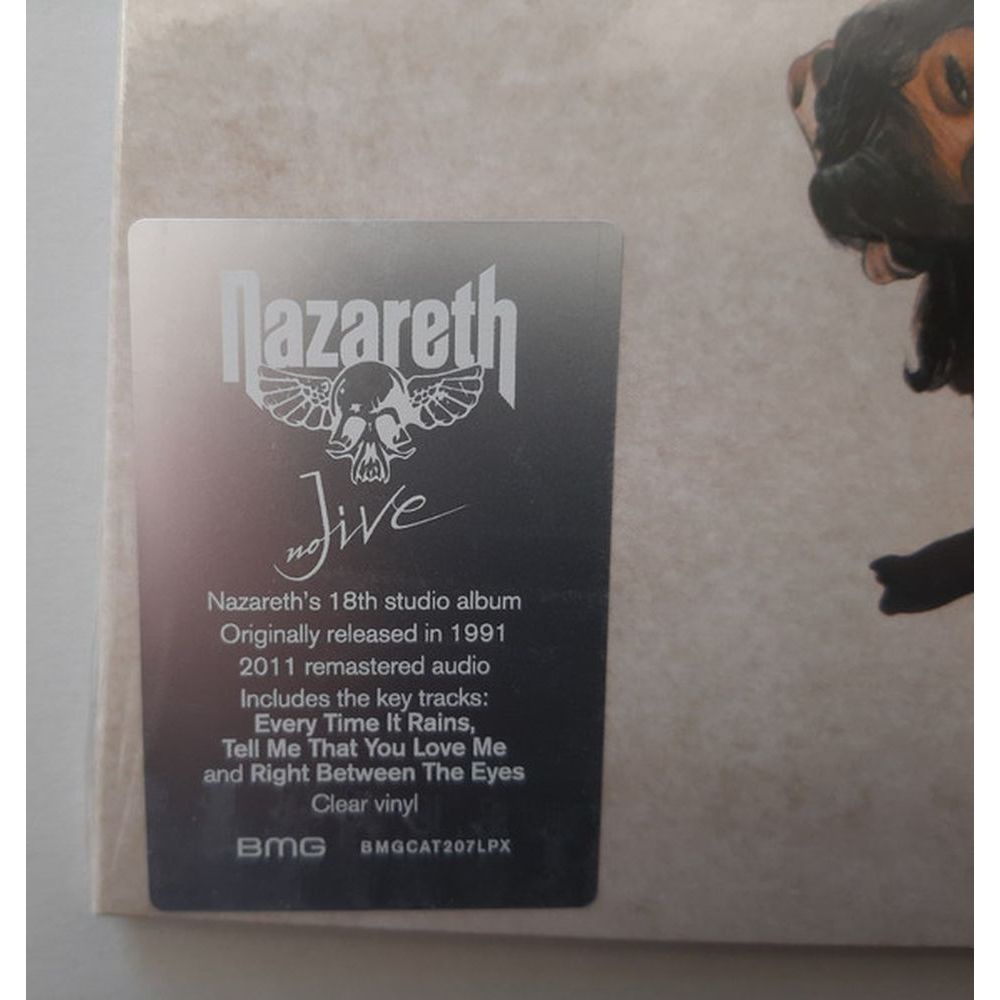 Nazareth
no Jive
Nazareth's 18th studio album
Originally released in 1991
2011 remastered audio
Includes the key tracks:
Every Time It Rains,
Tell Me That You Love Me
and Right Between The Eyes
Clear vinyl
BMG BMGCAT207LPX